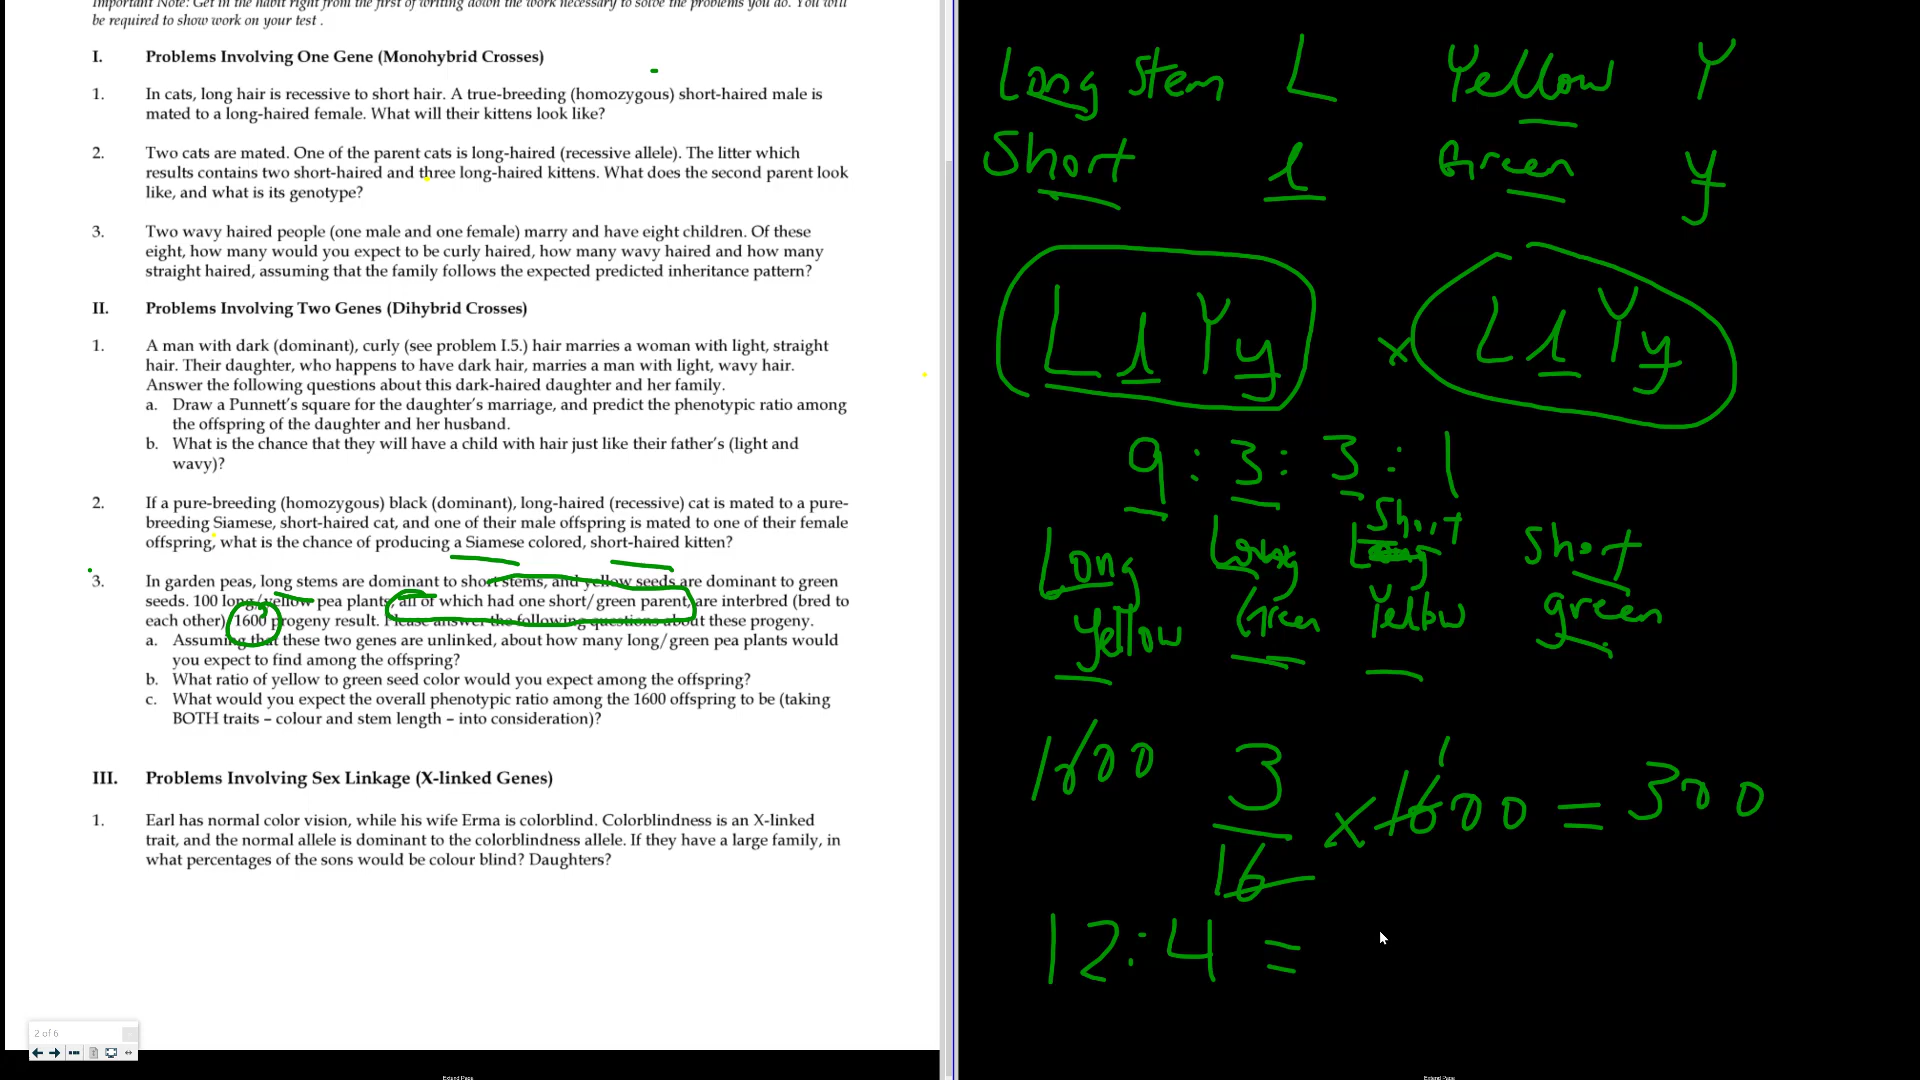 Important Note: Get in the habit right from the first of writing down the work necessary to solve the problems you do. You will
be required to show work on your test .
I. Problems Involving One Gene (Monohybrid Crosses)
1. In cats, long hair is recessive to short hair. A true-breeding (homozygous) short-haired male is
mated to a long-haired female. What will their kittens look like?
2. Two cats are mated. One of the parent cats is long-haired (recessive allele). The litter which
results contains two short-haired and three long-haired kittens. What does the second parent look
like, and what is its genotype?
3. Two wavy haired people (one male and one female) marry and have eight children. Of these
eight, how many would you expect to be curly haired, how many wavy haired and how many
straight haired, assuming that the family follows the expected predicted inheritance pattern?
II. Problems Involving Two Genes (Dihybrid Crosses)
1. A man with dark (dominant), curly (see problem I.5.) hair marries a woman with light, straight
hair. Their daughter, who happens to have dark hair, marries a man with light, wavy hair.
Answer the following questions about this dark-haired daughter and her family.
a. Draw a Punnett's square for the daughter's marriage, and predict the phenotypic ratio among
the offspring of the daughter and her husband.
b. What is the chance that they will have a child with hair just like their father's (light and
wavy)?
2. If a pure-breeding (homozygous) black (dominant), long-haired (recessive) cat is mated to a pure-
breeding Siamese, short-haired cat, and one of their male offspring is mated to one of their female
offspring, what is the chance of producing a Siamese colored, short-haired kitten?
3. In garden peas, long stems are dominant to short stems, and yellow seeds are dominant to green
seeds. 100 long/yellow pea plants, all of which had one short/green parent, are interbred (bred to
each other). 1600 progeny result. Please answer the following questions about these progeny.
a. Assuming that these two genes are unlinked, about how many long/green pea plants would
you expect to find among the offspring?
b. What ratio of yellow to green seed color would you expect among the offspring?
c. What would you expect the overall phenotypic ratio among the 1600 offspring to be (taking
BOTH traits – colour and stem length – into consideration)?
III. Problems Involving Sex Linkage (X-linked Genes)
1. Earl has normal color vision, while his wife Erma is colorblind. Colorblindness is an X-linked
trait, and the normal allele is dominant to the colorblindness allele. If they have a large family, in
what percentages of the sons would be colour blind? Daughters?
2 of 6
Extend Page
Long Stem L Yellow Y
Short l Green y
L l Y y × L l Y y
9 : 3 : 3 : 1
Short
Long Long Long Short
Yellow Green Yellow green
1600 3/16 × 1600 = 300
1
12:4 =
Extend Page